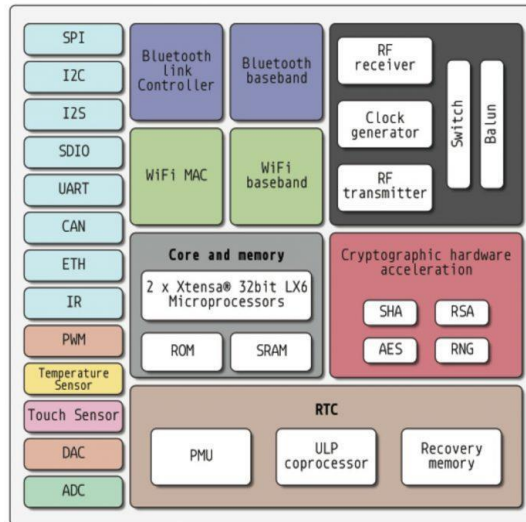 SPI
I2C
I2S
SDIO
UART
CAN
ETH
IR
PWM
Temperature
Sensor
Touch Sensor
DAC
ADC
Bluetooth
link
Controller
Bluetooth
baseband
WiFi MAC
WiFi
baseband
RF
receiver
Clock
generator
RF
transmitter
Switch
Balun
Core and memory
2 x Xtensa® 32bit LX6
Microprocessors
ROM
SRAM
Cryptographic hardware
acceleration
SHA
RSA
AES
RNG
RTC
PMU
ULP
coprocessor
Recovery
memory